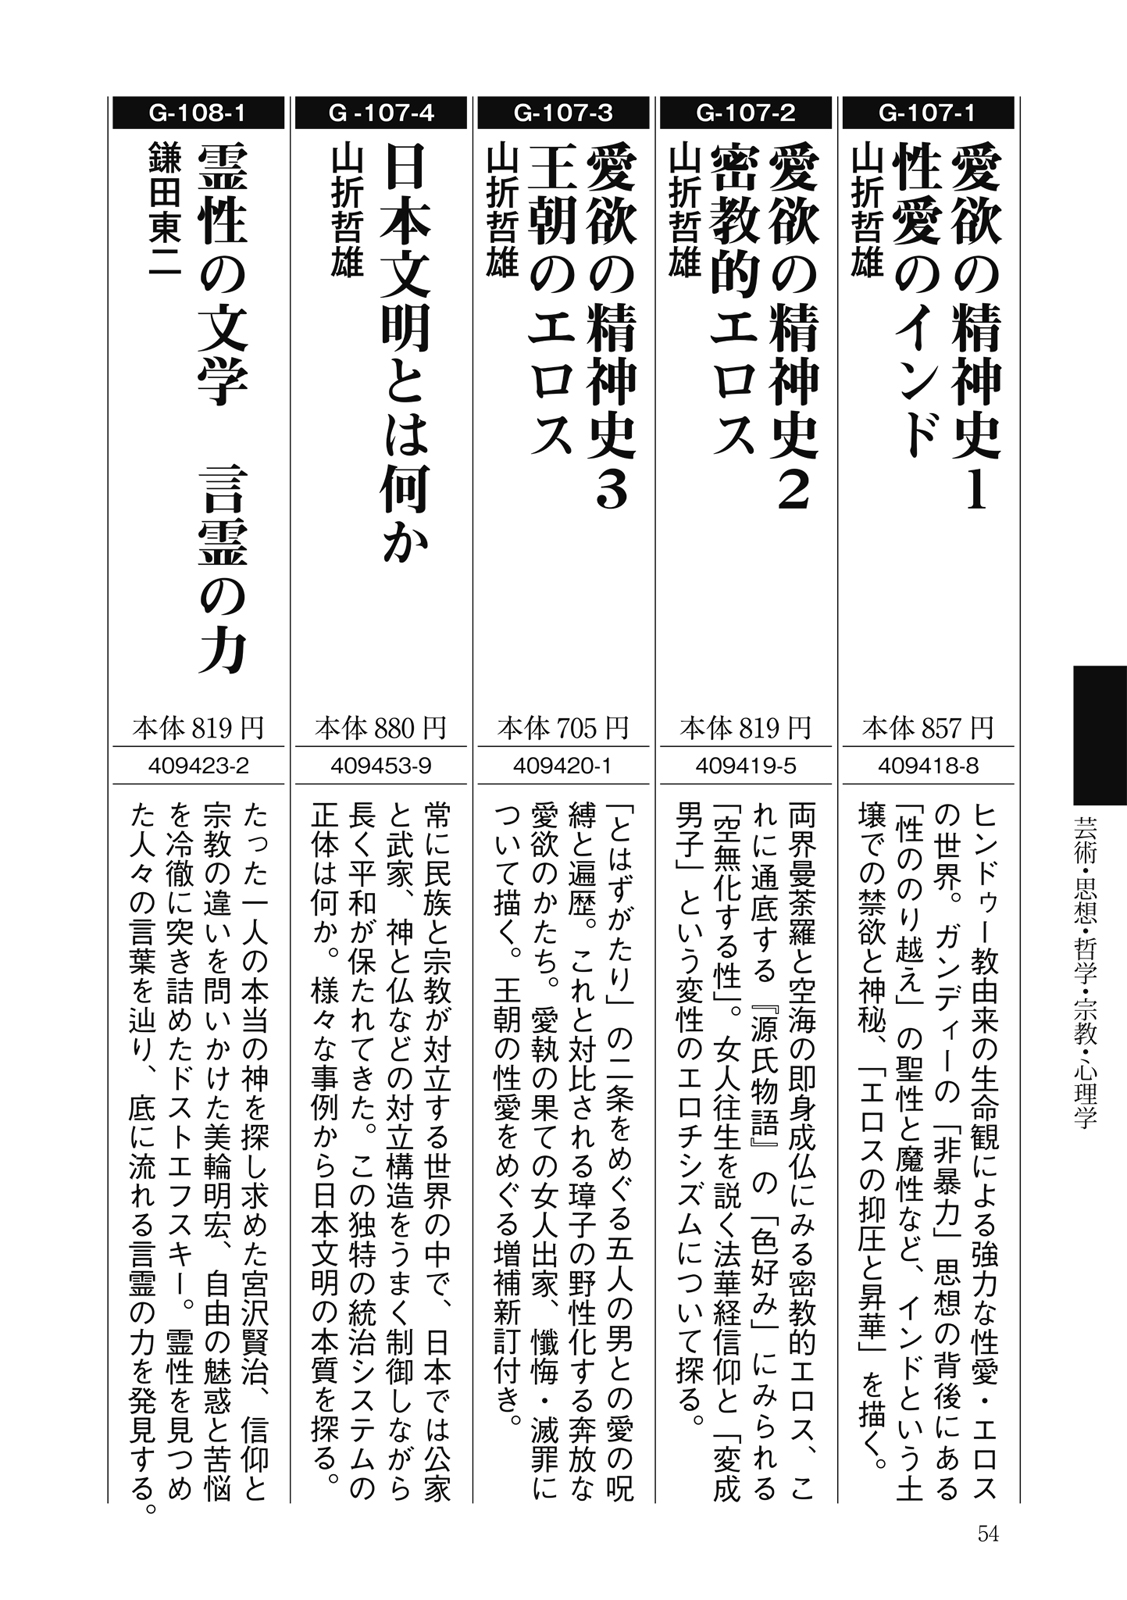 G-107-1
愛欲の精神史1
性愛のインド
山折哲雄
本体857円
409418-8
ヒンドゥー教由来の生命観による強力な性愛・エロス
の世界。ガンディーの「非暴力」思想の背後にある
「性ののり越え」の聖性と魔性など、インドという土
壌での禁欲と神秘、「エロスの抑圧と昇華」を描く。
G-107-2
愛欲の精神史2
密教的エロス
山折哲雄
本体819円
409419-5
両界曼荼羅と空海の即身成仏にみる密教的エロス、こ
れに通底する『源氏物語』の「色好み」にみられる
「空無化する性」。女人往生を説く法華経信仰と「変成
男子」という変性のエロチシズムについて探る。
G-107-3
愛欲の精神史3
王朝のエロス
山折哲雄
本体705円
409420-1
「とはずがたり」の二条をめぐる五人の男との愛の呪
縛と遍歴。これと対比される璋子の野性化する奔放な
愛欲のかたち。愛執の果ての女人出家、懺悔・滅罪に
ついて描く。王朝の性愛をめぐる増補新訂付き。
G-107-4
日本文明とは何か
山折哲雄
本体880円
409453-9
常に民族と宗教が対立する世界の中で、日本では公家
と武家、神と仏などの対立構造をうまく制御しながら
長く平和が保たれてきた。この独特の統治システムの
正体は何か。様々な事例から日本文明の本質を探る。
G-108-1
霊性の文学 言霊の力
鎌田東二
本体819円
409423-2
たった一人の本当の神を探し求めた宮沢賢治、信仰と
宗教の違いを問いかけた美輪明宏、自由の魅惑と苦悩
を冷徹に突き詰めたドストエフスキー。霊性を見つめ
た人々の言葉を辿り、底に流れる言霊の力を発見する。
芸術・思想・哲学・宗教・心理学
54